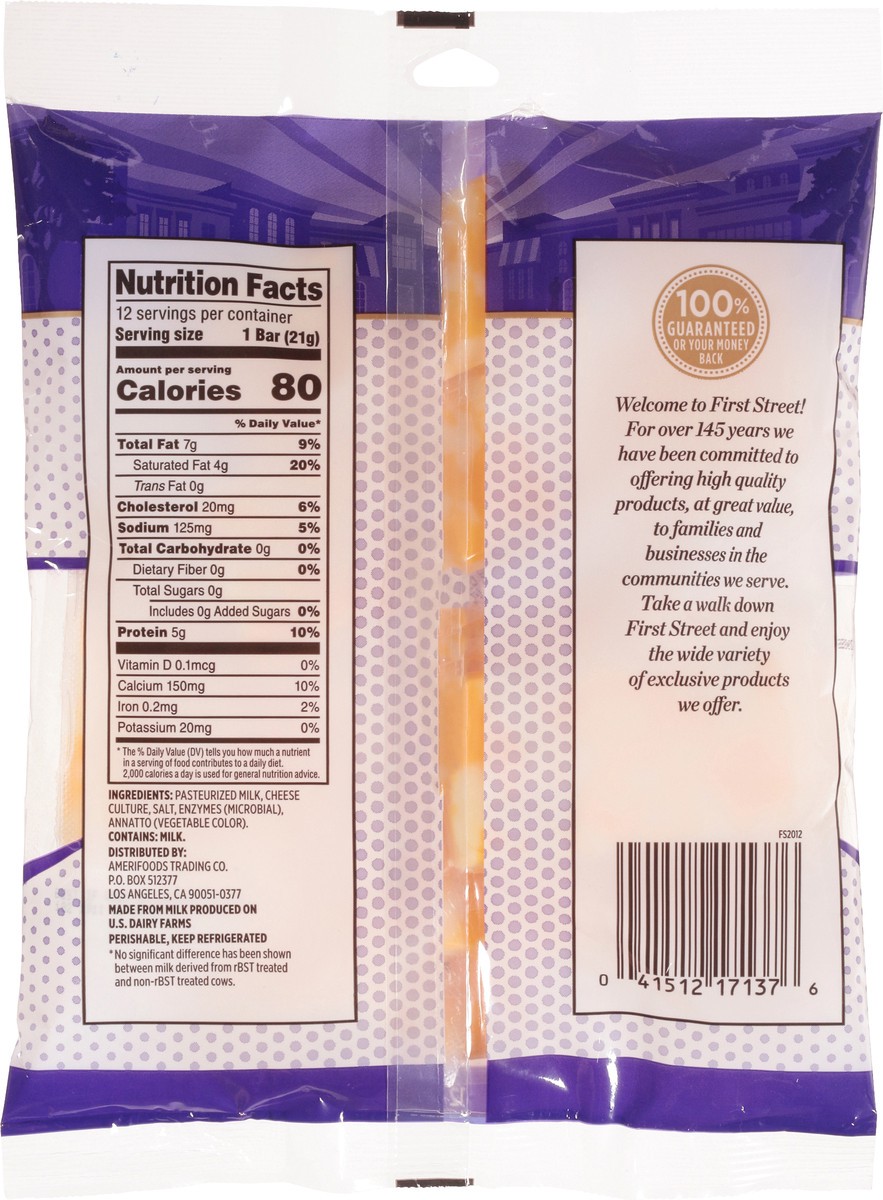 Nutrition Facts
12 servings per container
Serving size 1 Bar (21g)
Amount per serving
Calories 80
% Daily Value*
Total Fat 7g 9%
Saturated Fat 4g 20%
Trans Fat 0g
Cholesterol 20mg 6%
Sodium 125mg 5%
Total Carbohydrate 0g 0%
Dietary Fiber 0g 0%
Total Sugars 0g
Includes 0g Added Sugars 0%
Protein 5g 10%
Vitamin D 0.1mcg 0%
Calcium 150mg 10%
Iron 0.2mg 2%
Potassium 20mg 0%
* The % Daily Value (DV) tells you how much a nutrient
in a serving of food contributes to a daily diet.
2,000 calories a day is used for general nutrition advice.
INGREDIENTS: PASTEURIZED MILK, CHEESE
CULTURE, SALT, ENZYMES (MICROBIAL),
ANNATTO (VEGETABLE COLOR).
CONTAINS: MILK.
DISTRIBUTED BY:
AMERIFOODS TRADING CO.
P.O. BOX 512377
LOS ANGELES, CA 90051-0377
MADE FROM MILK PRODUCED ON
U.S. DAIRY FARMS
PERISHABLE, KEEP REFRIGERATED
*No significant difference has been shown
between milk derived from rBST treated
and non-rBST treated cows.
100%
GUARANTEED
OR YOUR MONEY
BACK
Welcome to First Street!
For over 145 years we
have been committed to
offering high quality
products, at great value,
to families and
businesses in the
communities we serve.
Take a walk down
First Street and enjoy
the wide variety
of exclusive products
we offer.
FS2012
0 41512 17137 6